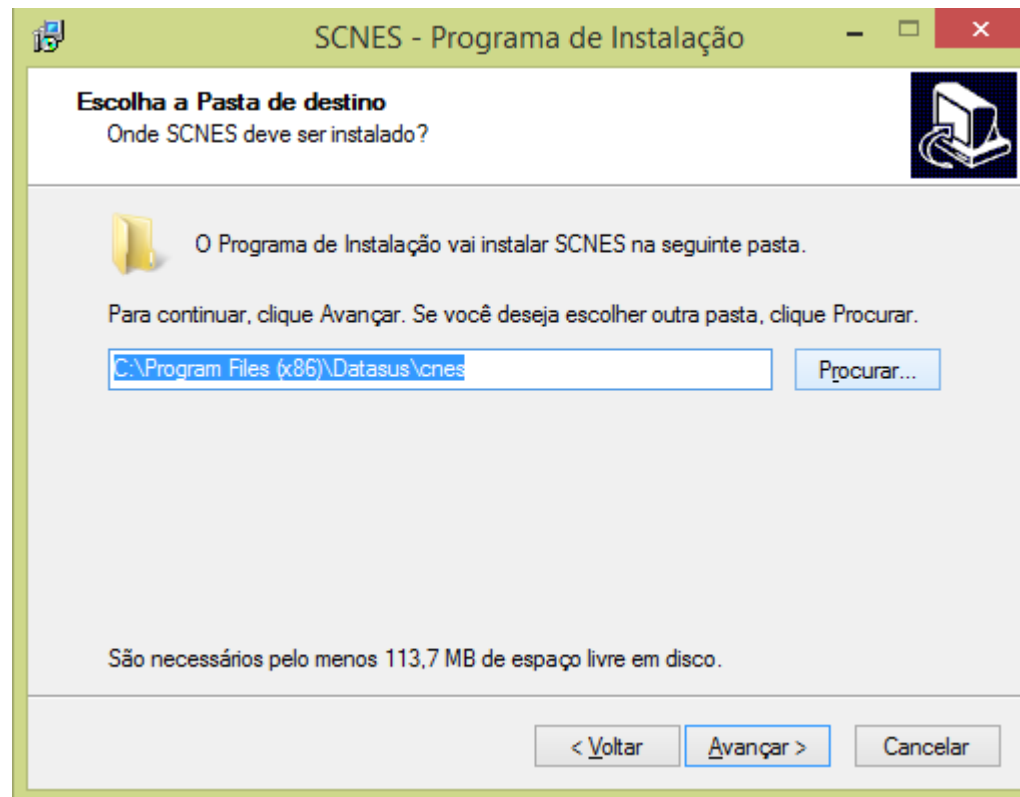 SCNES - Programa de Instalação
Escolha a Pasta de destino
Onde SCNES deve ser instalado?
O Programa de Instalação vai instalar SCNES na seguinte pasta.
Para continuar, clique Avançar. Se você deseja escolher outra pasta, clique Procurar.
C:\Program Files (x86)\Datasus\cnes
Procurar...
São necessários pelo menos 113,7 MB de espaço livre em disco.
< Voltar
Avançar >
Cancelar